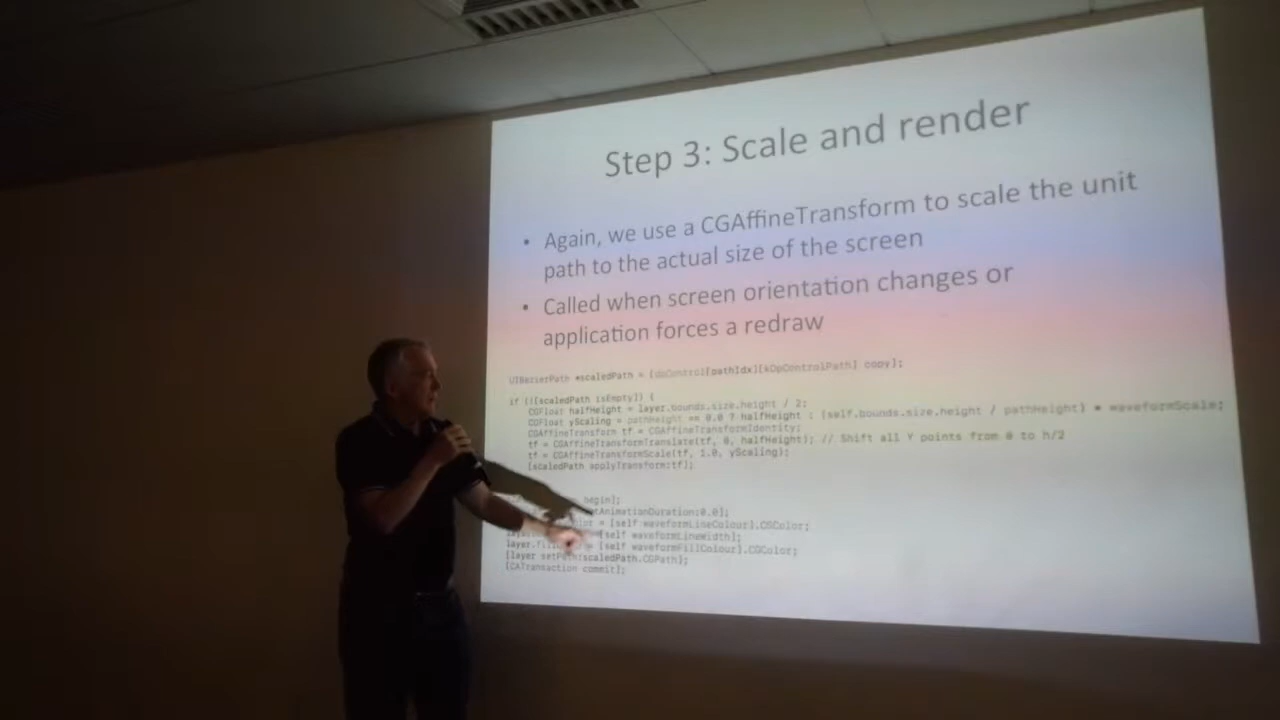 Step 3: Scale and render
• Again, we use a CGAffineTransform to scale the unit
path to the actual size of the screen
• Called when screen orientation changes or
application forces a redraw
UIBezierPath *scaledPath = [dpControl[pathIdx][kDpControlPath] copy];
if (![scaledPath isEmpty]) {
CGFloat halfHeight = layer.bounds.size.height / 2;
CGFloat yScaling = pathHeight == 0.0 ? halfHeight : (self.bounds.size.height / pathHeight) * waveformScale;
CGAffineTransform tf = CGAffineTransformIdentity;
tf = CGAffineTransformTranslate(tf, 0, halfHeight); // Shift all Y points from 0 to h/2
tf = CGAffineTransformScale(tf, 1.0, yScaling);
[scaledPath applyTransform:tf];
begin];
AnimationDuration:0.0];
= [self waveformLineColour].CGColor;
[self waveformLineWidth];
= [self waveformFillColour].CGColor;
[layer setPath:scaledPath.CGPath];
[CATransaction commit];